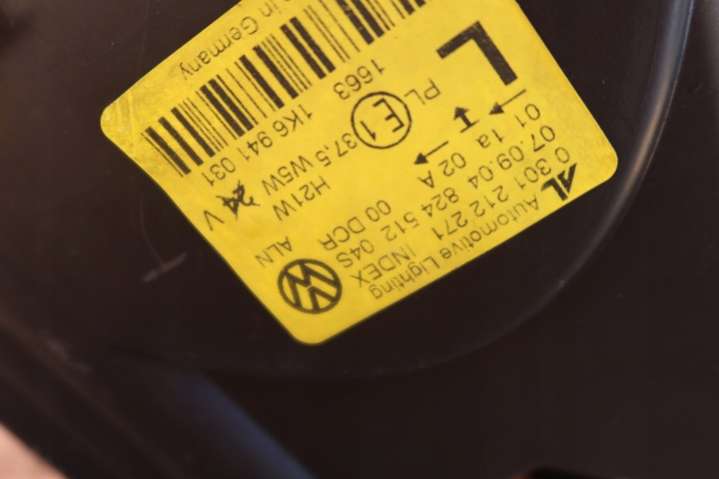 AL Automotive Lighting
0 301 212 271 INDEX
07.09.04 824 512 04S
01 1a 02 A 00 DCR ALN
H21W
L PL E1 37.5 W5W V
1663 1K6 941 031
in Germany